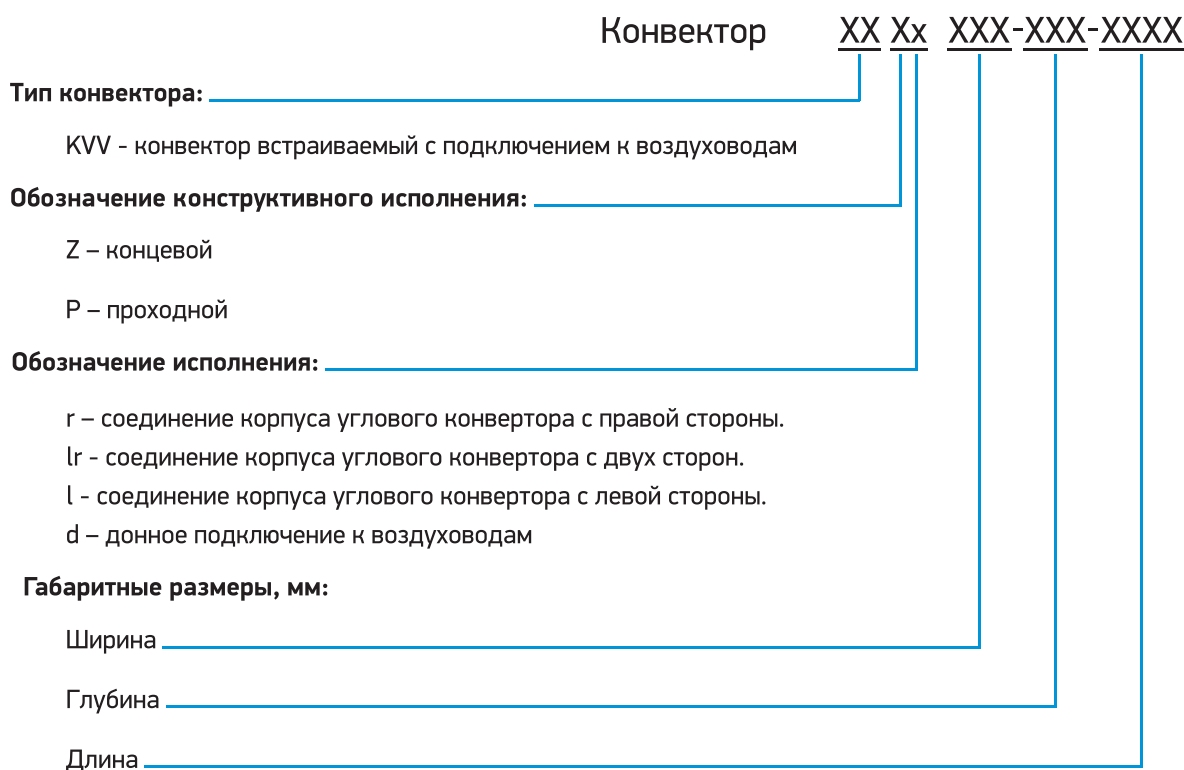 Конвектор XX Xx XXX-XXX-XXXX
Тип конвектора:
KVV - конвектор встраиваемый с подключением к воздуховодам
Обозначение конструктивного исполнения:
Z – концевой
P – проходной
Обозначение исполнения:
r – соединение корпуса углового конвертора с правой стороны.
lr - соединение корпуса углового конвертора с двух сторон.
l - соединение корпуса углового конвертора с левой стороны.
d – донное подключение к воздуховодам
Габаритные размеры, мм:
Ширина
Глубина
Длина